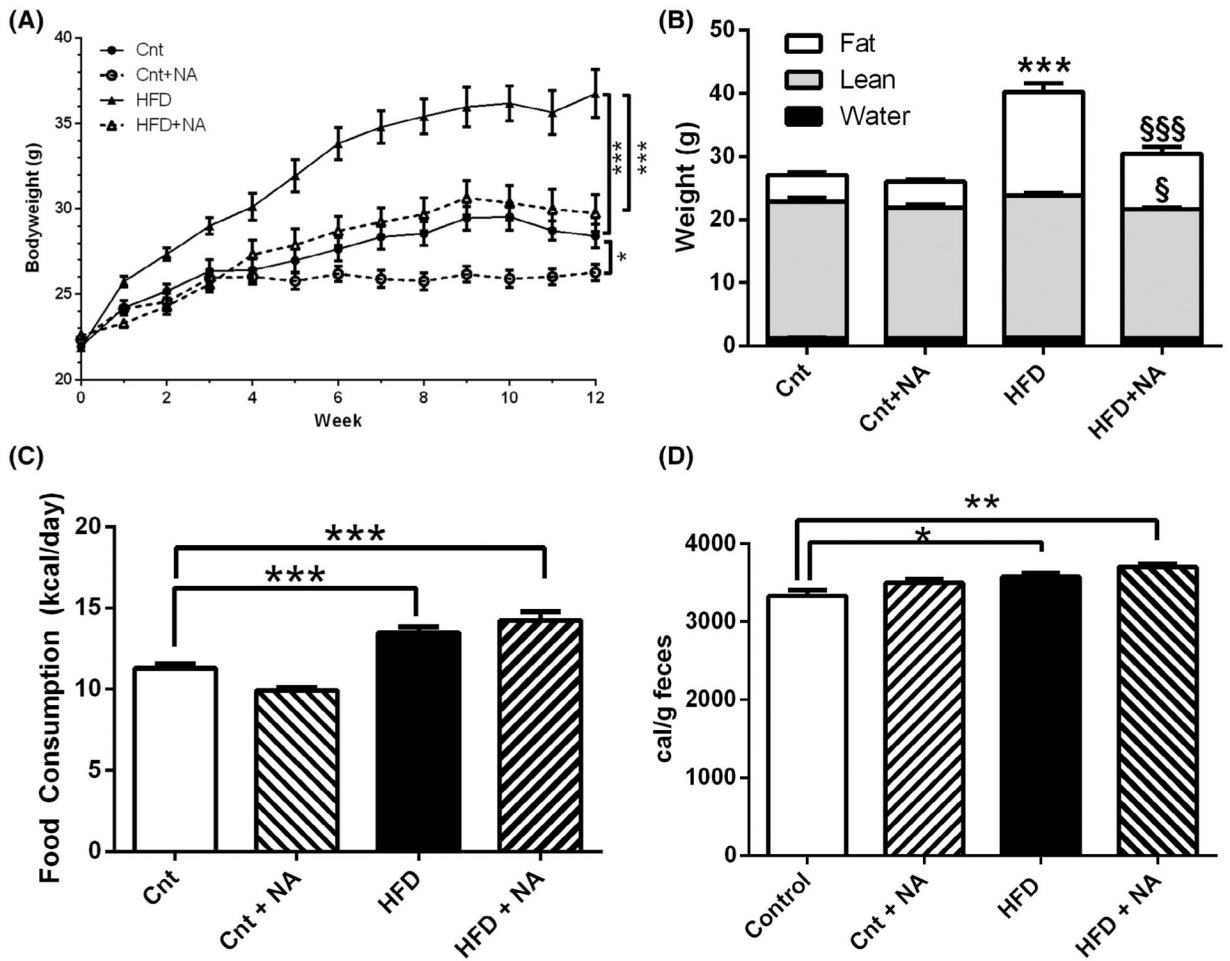 (A)
Cnt
Cnt+NA
HFD
HFD+NA
40
35
30
25
20
Bodyweight (g)
***
***
*
0 2 4 6 8 10 12
Week
(B)
Fat
Lean
Water
50
40
30
20
10
0
Weight (g)
***
§§§
§
Cnt
Cnt+NA
HFD
HFD+NA
(C)
20
15
10
5
0
Food Consumption (kcal/day)
***
***
Cnt
Cnt + NA
HFD
HFD + NA
(D)
4000
3000
2000
1000
0
cal/g feces
**
*
Control
Cnt + NA
HFD
HFD + NA